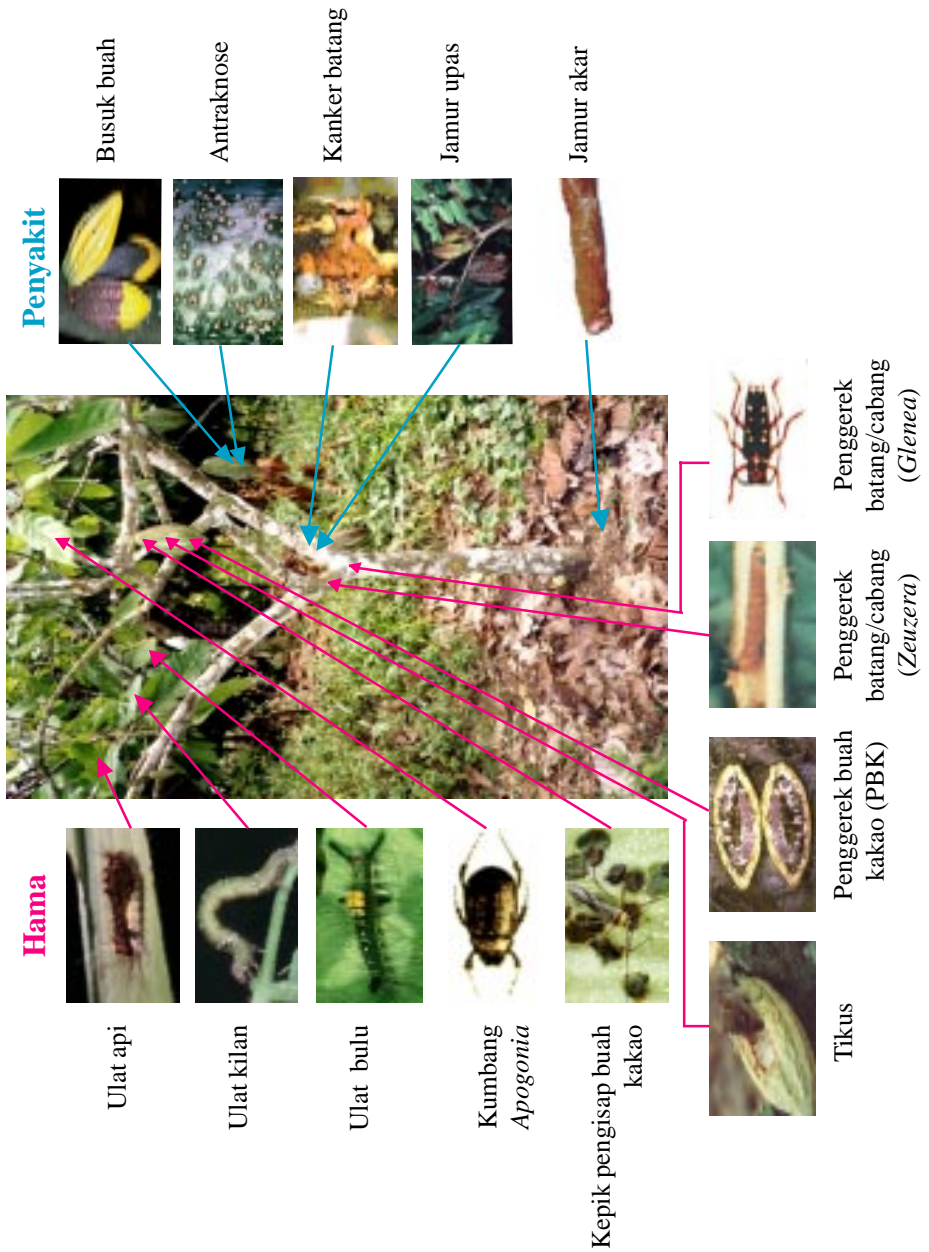 Hama
Ulat api
Ulat kilan
Ulat bulu
Kumbang
Apogonia
Kepik pengisap buah
kakao
Penyakit
Busuk buah
Antraknose
Kanker batang
Jamur upas
Jamur akar
Tikus
Penggerek buah
kakao (PBK)
Penggerek
batang/cabang
(Zeuzera)
Penggerek
batang/cabang
(Glenea)